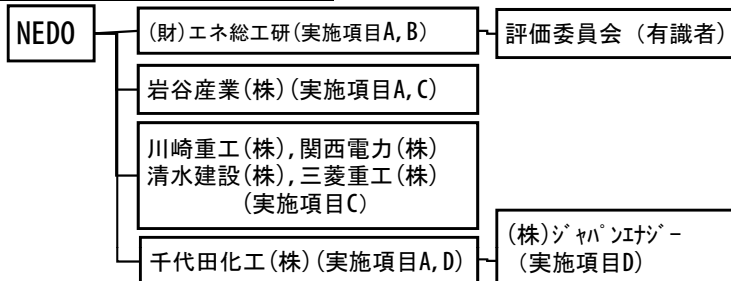 NEDO
(財)エネ総工研(実施項目A,B)
評価委員会（有識者）
岩谷産業(株)(実施項目A,C)
川崎重工(株),関西電力(株)
清水建設(株),三菱重工(株)
(実施項目C)
千代田化工(株)(実施項目A,D)
(株)ｼﾞｬﾊﾟﾝｴﾅｼﾞｰ
(実施項目D)